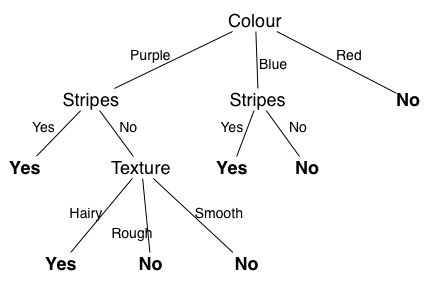 Colour
Purple
Blue
Red
Stripes
Stripes
No
Yes
No
Yes
No
Yes
Texture
Yes
No
Hairy
Rough
Smooth
Yes
No
No